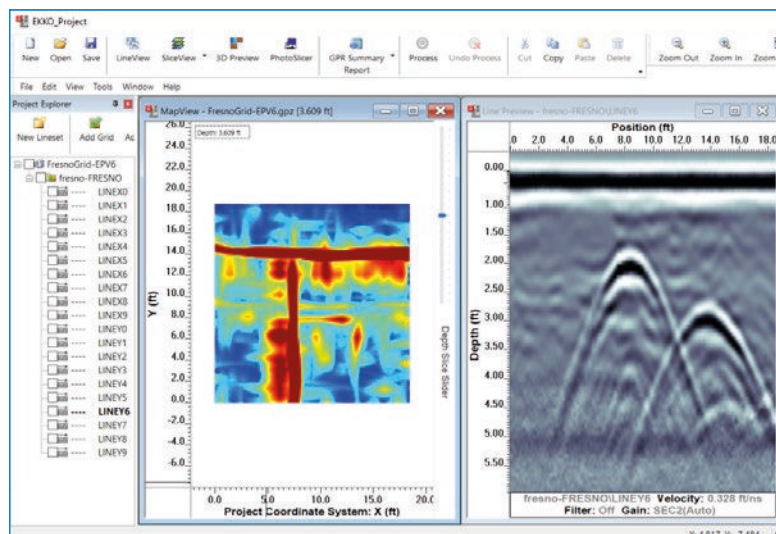 EKKO_Project
New Open Save LineView SliceView 3D Preview PhotoSlicer GPR Summary Report Process Undo Process Cut Copy Paste Delete Zoom Out Zoom In Zoom
File Edit View Tools Window Help
Project Explorer
New Lineset Add Grid
FresnoGrid-EPV6
fresno-FRESNO
LINEX0
LINEX1
LINEX2
LINEX3
LINEX4
LINEX5
LINEX6
LINEX7
LINEX8
LINEX9
LINEY0
LINEY1
LINEY2
LINEY3
LINEY4
LINEY5
LINEY6
LINEY7
LINEY8
LINEY9
MapView - FresnoGrid-EPV6.gpz [3.609 ft]
Depth: 3.609 ft
26.0
24.0
22.0
20.0
18.0
16.0
14.0
12.0
10.0
8.0
6.0
4.0
2.0
0.0
-2.0
-4.0
-6.0
Y (ft)
0.0 5.0 10.0 15.0 20.0
Project Coordinate System: X (ft)
Depth Slice Slider
Line Preview - fresno-FRESNO\LINEY6
Position (ft)
0.0 2.0 4.0 6.0 8.0 10.0 12.0 14.0 16.0 18.0
0.00
1.00
1.50
2.00
2.50
3.00
3.50
4.00
4.50
5.00
5.50
Depth (ft)
fresno-FRESNO\LINEY6 Velocity: 0.328 ft/ns
Filter: Off Gain: SEC2(Auto)